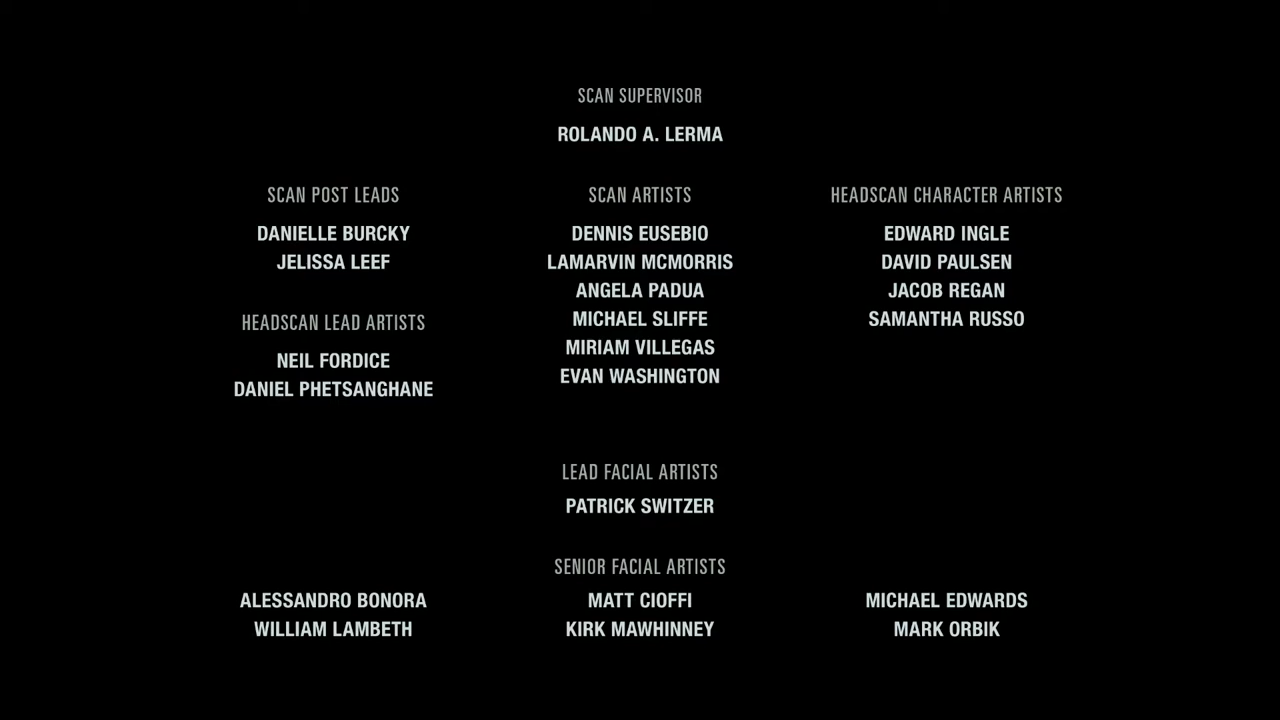 SCAN SUPERVISOR
ROLANDO A. LERMA
SCAN POST LEADS
DANIELLE BURCKY
JELISSA LEEF
HEADSCAN LEAD ARTISTS
NEIL FORDICE
DANIEL PHETSANGHANE
SCAN ARTISTS
DENNIS EUSEBIO
LAMARVIN MCMORRIS
ANGELA PADUA
MICHAEL SLIFFE
MIRIAM VILLEGAS
EVAN WASHINGTON
HEADSCAN CHARACTER ARTISTS
EDWARD INGLE
DAVID PAULSEN
JACOB REGAN
SAMANTHA RUSSO
LEAD FACIAL ARTISTS
PATRICK SWITZER
SENIOR FACIAL ARTISTS
ALESSANDRO BONORA
WILLIAM LAMBETH
MATT CIOFFI
KIRK MAWHINNEY
MICHAEL EDWARDS
MARK ORBIK